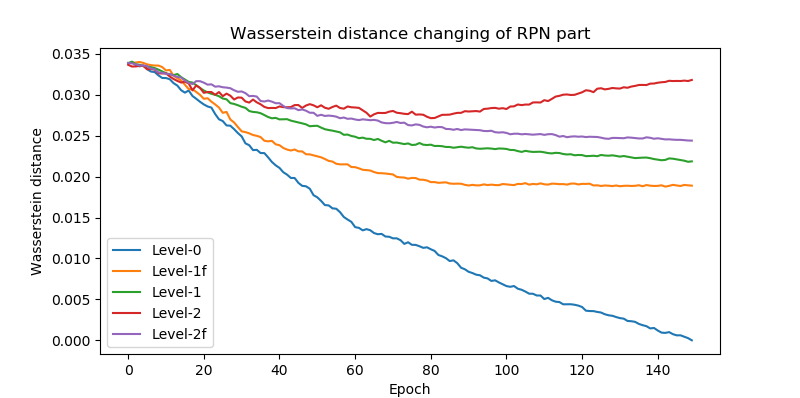 Wasserstein distance changing of RPN part
Wasserstein distance
0.035
0.030
0.025
0.020
0.015
0.010
0.005
0.000
Level-0
Level-1f
Level-1
Level-2
Level-2f
0 20 40 60 80 100 120 140
Epoch